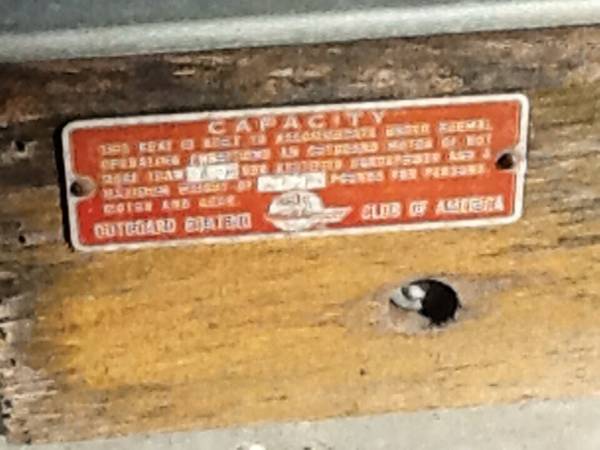 CAPACITY
THIS BOAT IS BUILT TO ACCOMMODATE UNDER NORMAL
OPERATING CONDITIONS AN OUTBOARD MOTOR OF NOT
MORE THAN HORSEPOWER AND A
MAXIMUM WEIGHT OF POUNDS FOR PERSONS,
MOTOR AND GEAR.
OUTBOARD BOATING CLUB OF AMERICA